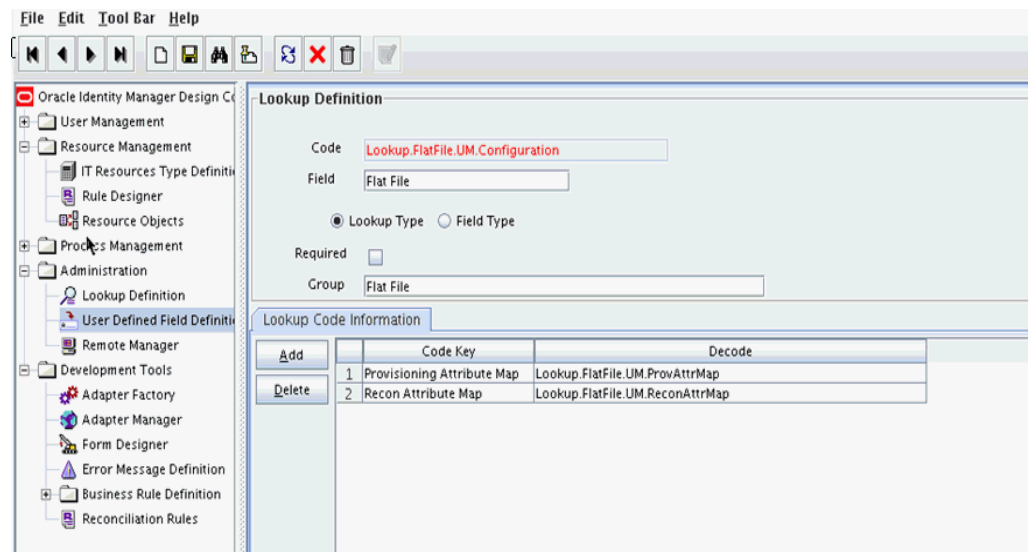 File Edit Tool Bar Help
Oracle Identity Manager Design Co
User Management
Resource Management
IT Resources Type Definiti
Rule Designer
Resource Objects
Process Management
Administration
Lookup Definition
User Defined Field Definiti
Remote Manager
Development Tools
Adapter Factory
Adapter Manager
Form Designer
Error Message Definition
Business Rule Definition
Reconciliation Rules
Lookup Definition
Code Lookup.FlatFile.UM.Configuration
Field Flat File
Lookup Type Field Type
Required
Group Flat File
Lookup Code Information
Add
Delete
Code Key Decode
1 Provisioning Attribute Map Lookup.FlatFile.UM.ProvAttrMap
2 Recon Attribute Map Lookup.FlatFile.UM.ReconAttrMap